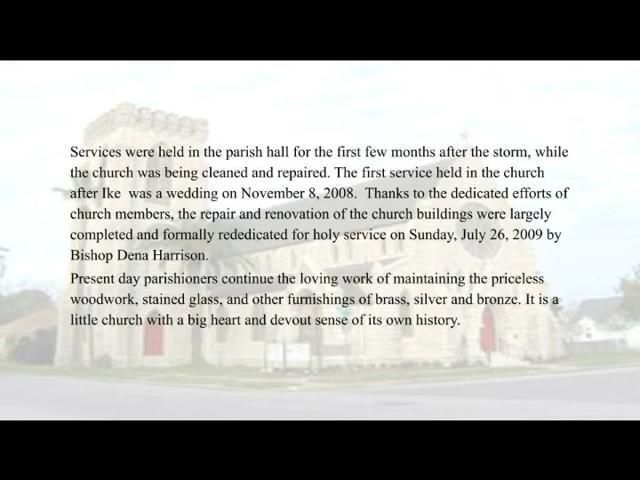 Services were held in the parish hall for the first few months after the storm, while
the church was being cleaned and repaired. The first service held in the church
after Ike  was a wedding on November 8, 2008.  Thanks to the dedicated efforts of
church members, the repair and renovation of the church buildings were largely
completed and formally rededicated for holy service on Sunday, July 26, 2009 by
Bishop Dena Harrison.
Present day parishioners continue the loving work of maintaining the priceless
woodwork, stained glass, and other furnishings of brass, silver and bronze. It is a
little church with a big heart and devout sense of its own history.